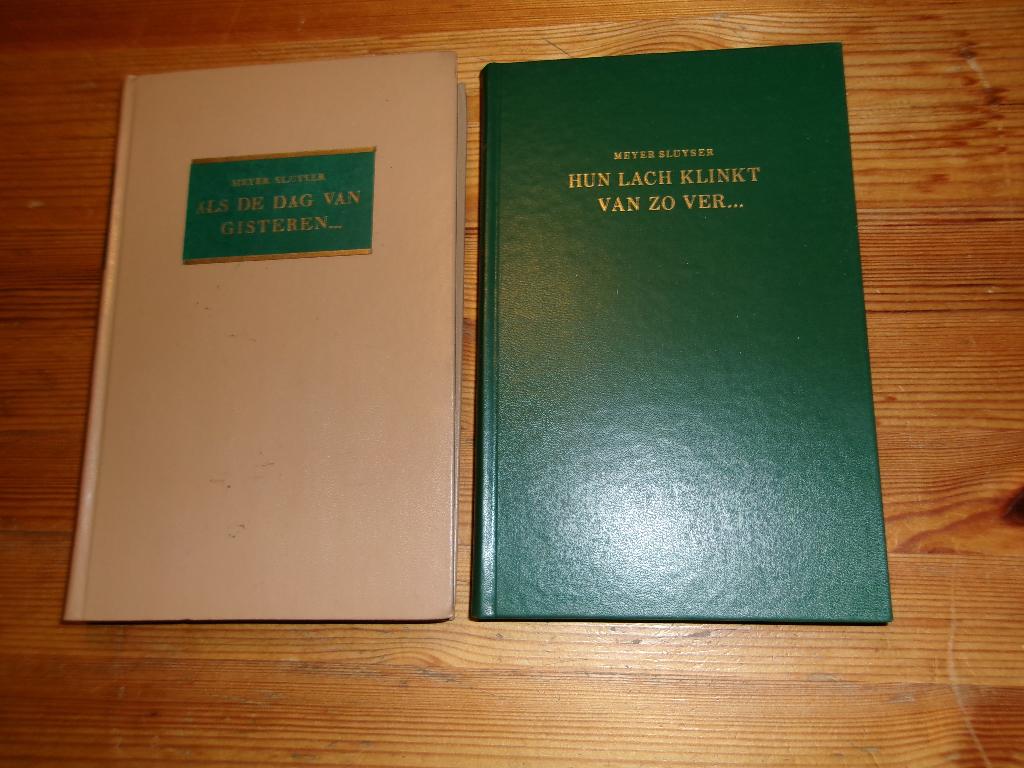 MEYER SLUYSER
ALS DE DAG VAN
GISTEREN...
MEYER SLUYSER
HUN LACH KLINKT
VAN ZO VER...